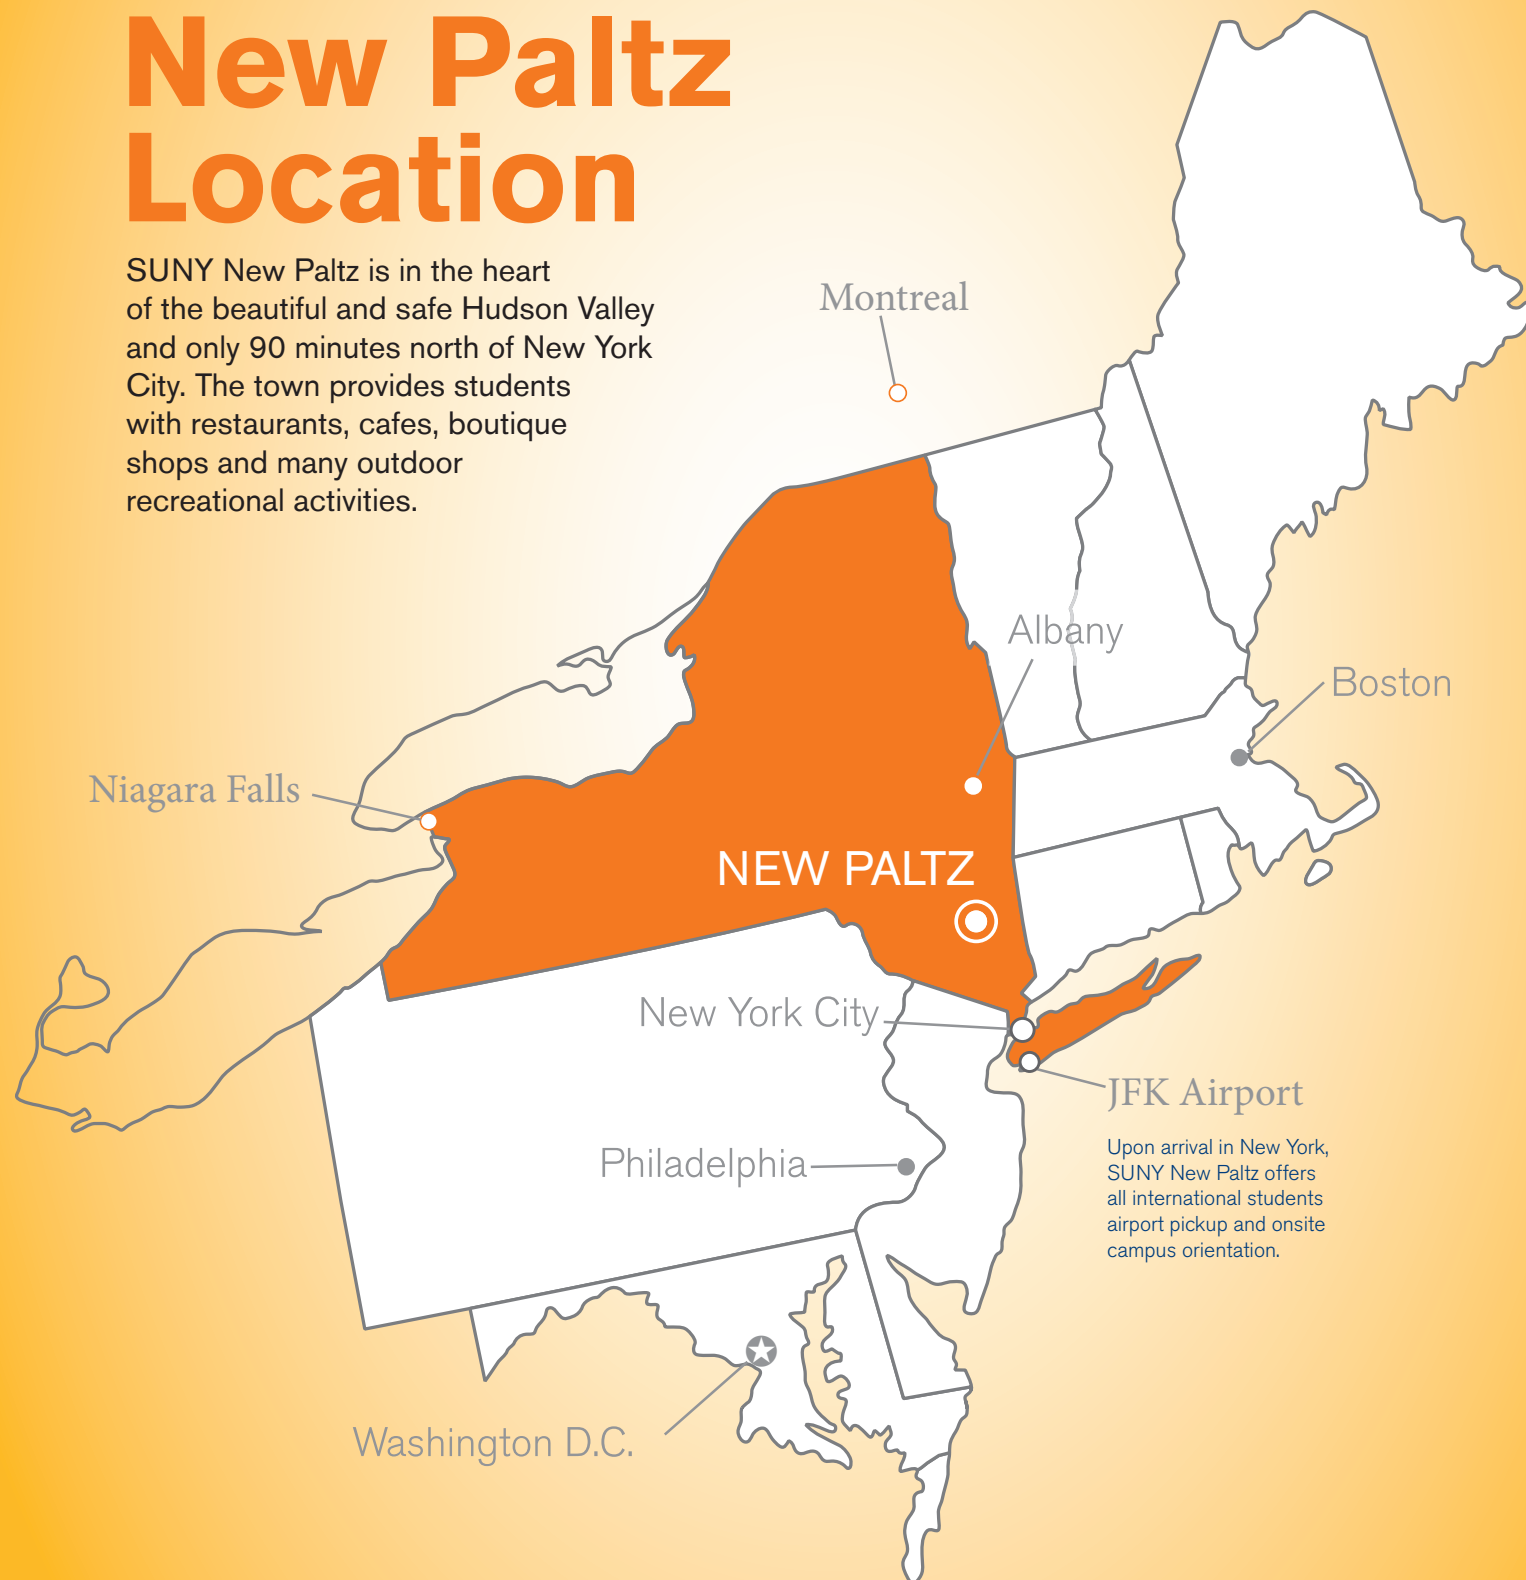 New Paltz
Location
SUNY New Paltz is in the heart
of the beautiful and safe Hudson Valley
and only 90 minutes north of New York
City. The town provides students
with restaurants, cafes, boutique
shops and many outdoor
recreational activities.
Montreal
Albany
Boston
Niagara Falls
NEW PALTZ
New York City
JFK Airport
Upon arrival in New York,
SUNY New Paltz offers
all international students
airport pickup and onsite
campus orientation.
Philadelphia
Washington D.C.